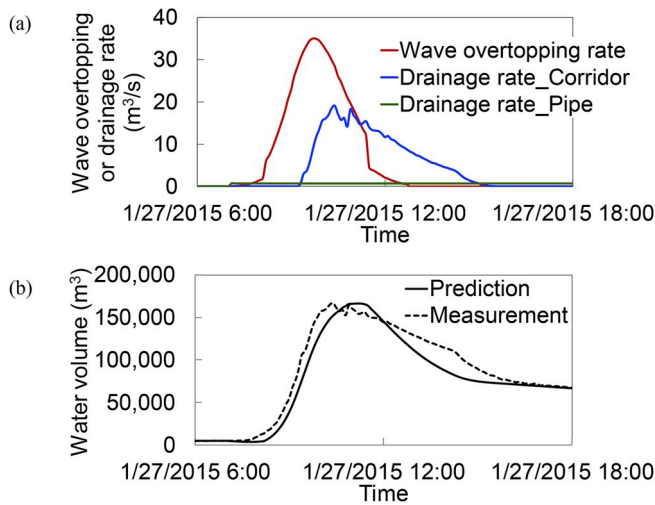 (a)
Wave overtopping
or drainage rate
(m³/s)
40
30
20
10
0
Wave overtopping rate
Drainage rate_Corridor
Drainage rate_Pipe
1/27/2015 6:00 1/27/2015 12:00 1/27/2015 18:00
Time
(b)
Water volume (m³)
200,000
150,000
100,000
50,000
0
Prediction
Measurement
1/27/2015 6:00 1/27/2015 12:00 1/27/2015 18:00
Time